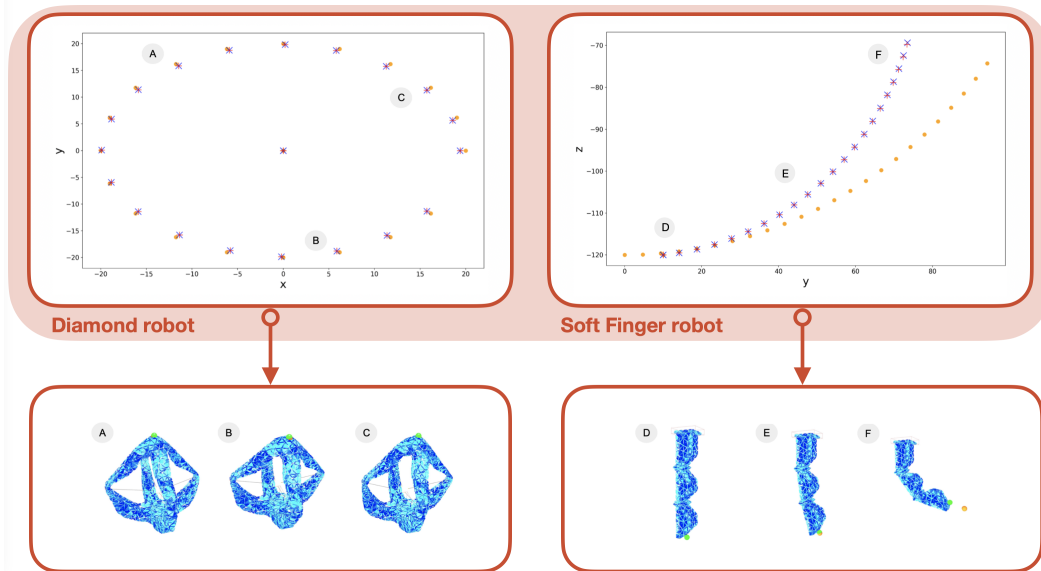 20
15
10
5
0
−5
−10
−15
−20
y
−20 −15 −10 −5 0 5 10 15 20
x
A
C
B
−70
−80
−90
−100
−110
−120
z
0 20 40 60 80
y
F
E
D
Diamond robot
Soft Finger robot
A B C
D E F